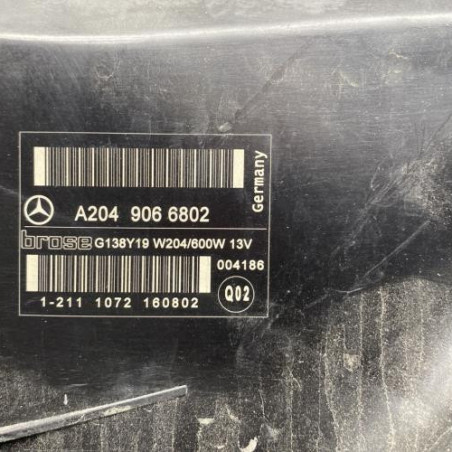 A204 906 6802
Germany
brose G138Y19 W204/600W 13V
004186
1-211 1072 160802
Q02